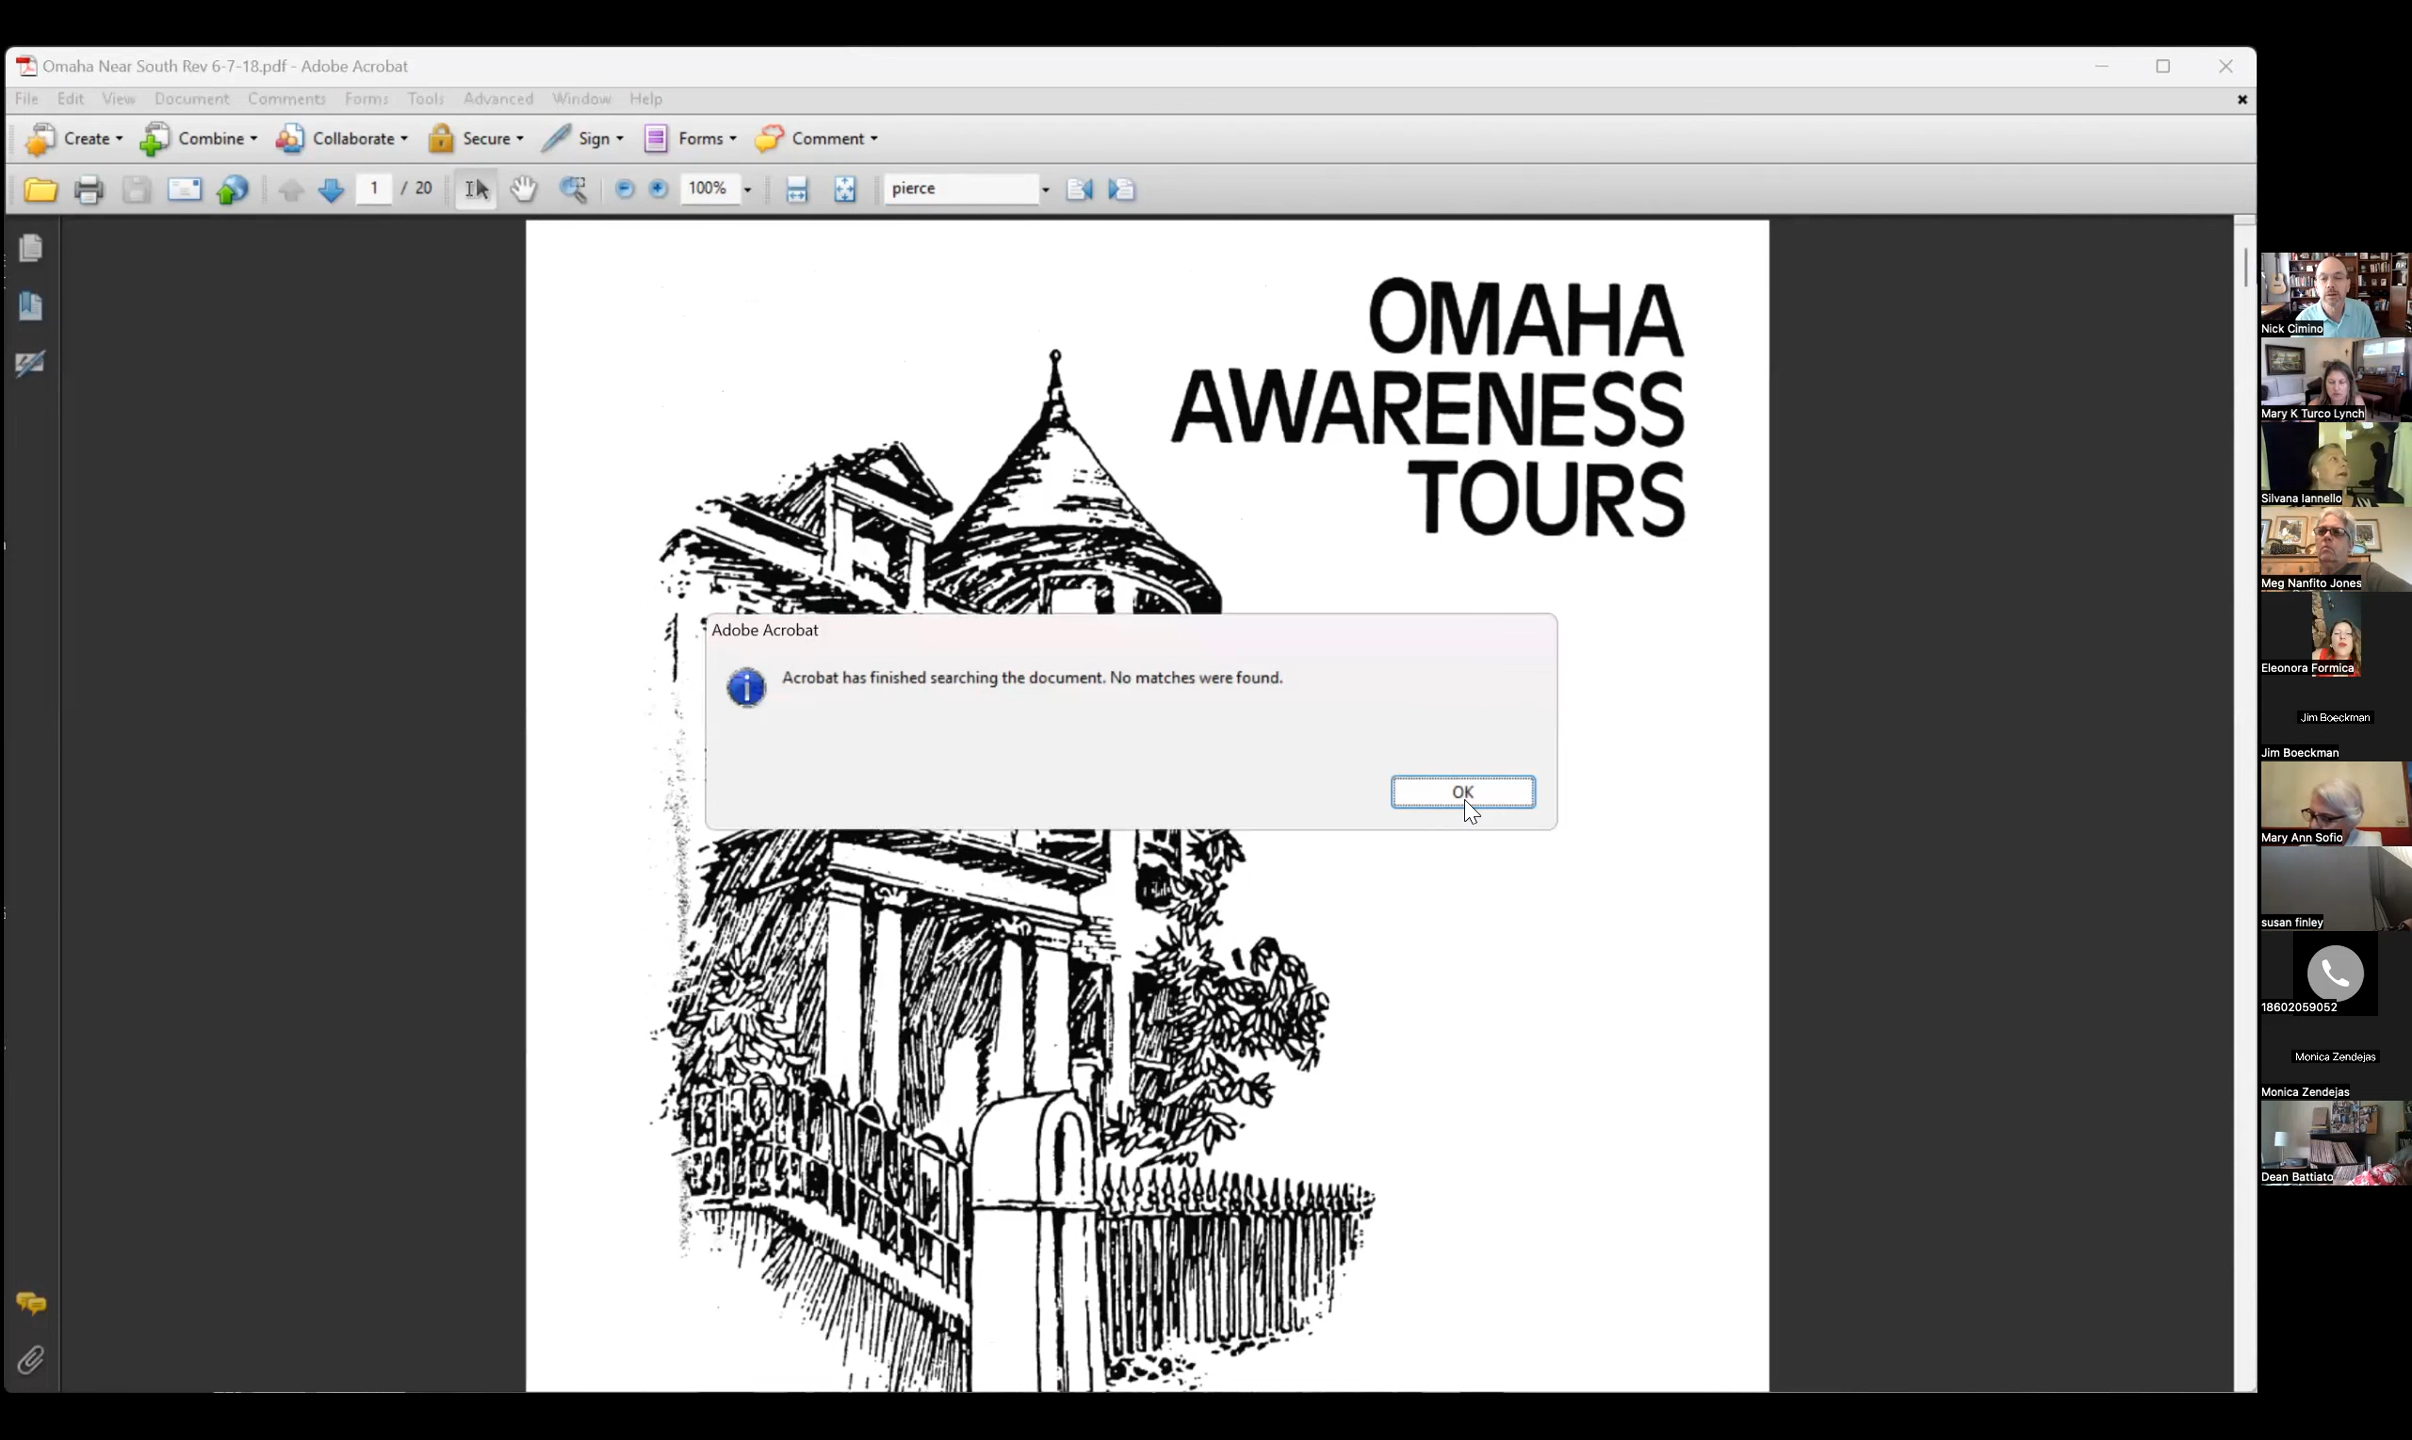 Omaha Near South Rev 6-7-18.pdf - Adobe Acrobat
File Edit View Document Comments Forms Tools Advanced Window Help
Create Combine Collaborate Secure Sign Forms Comment
1 / 20 100% pierce
OMAHA
AWARENESS
TOURS
Adobe Acrobat
Acrobat has finished searching the document. No matches were found.
OK
Nick Cimino
Mary K Turco Lynch
Silvana Iannello
Meg Nanfito Jones
Eleonora Formica
Jim Boeckman
Jim Boeckman
Mary Ann Sofio
susan finley
18602059052
Monica Zendejas
Monica Zendejas
Dean Battiato